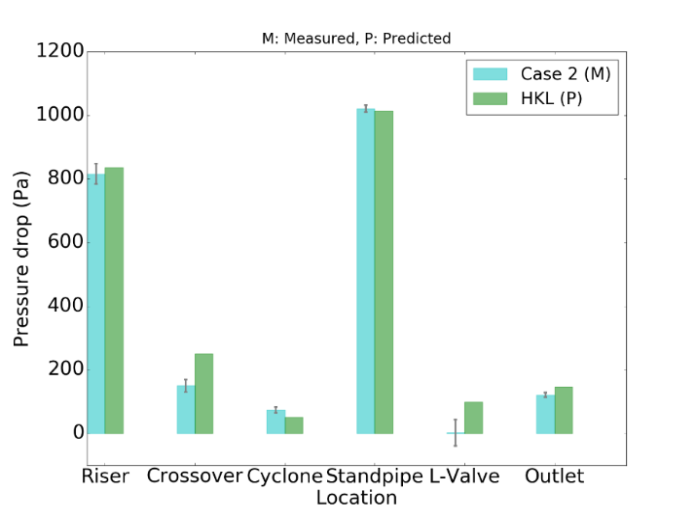 M: Measured, P: Predicted
1200
1000
800
600
400
200
0
Pressure drop (Pa)
Case 2 (M)
HKL (P)
Riser Crossover Cyclone Standpipe L-Valve Outlet
Location